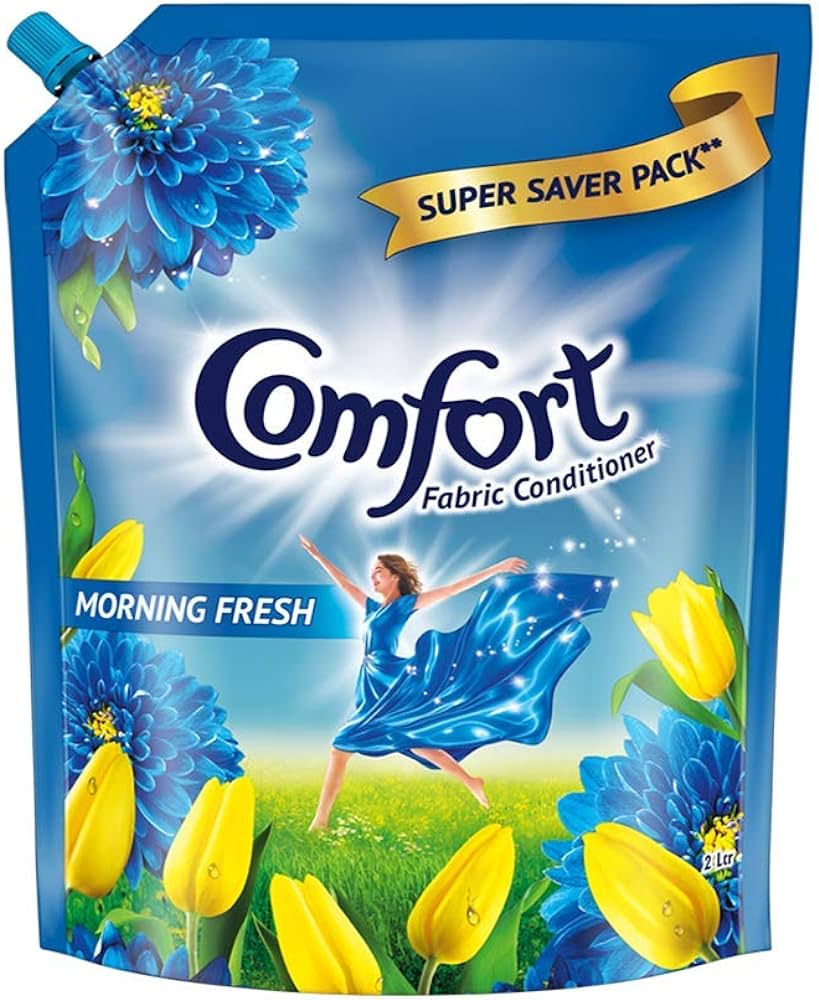 SUPER SAVER PACK**
Comfort
Fabric Conditioner
MORNING FRESH
2 Ltr